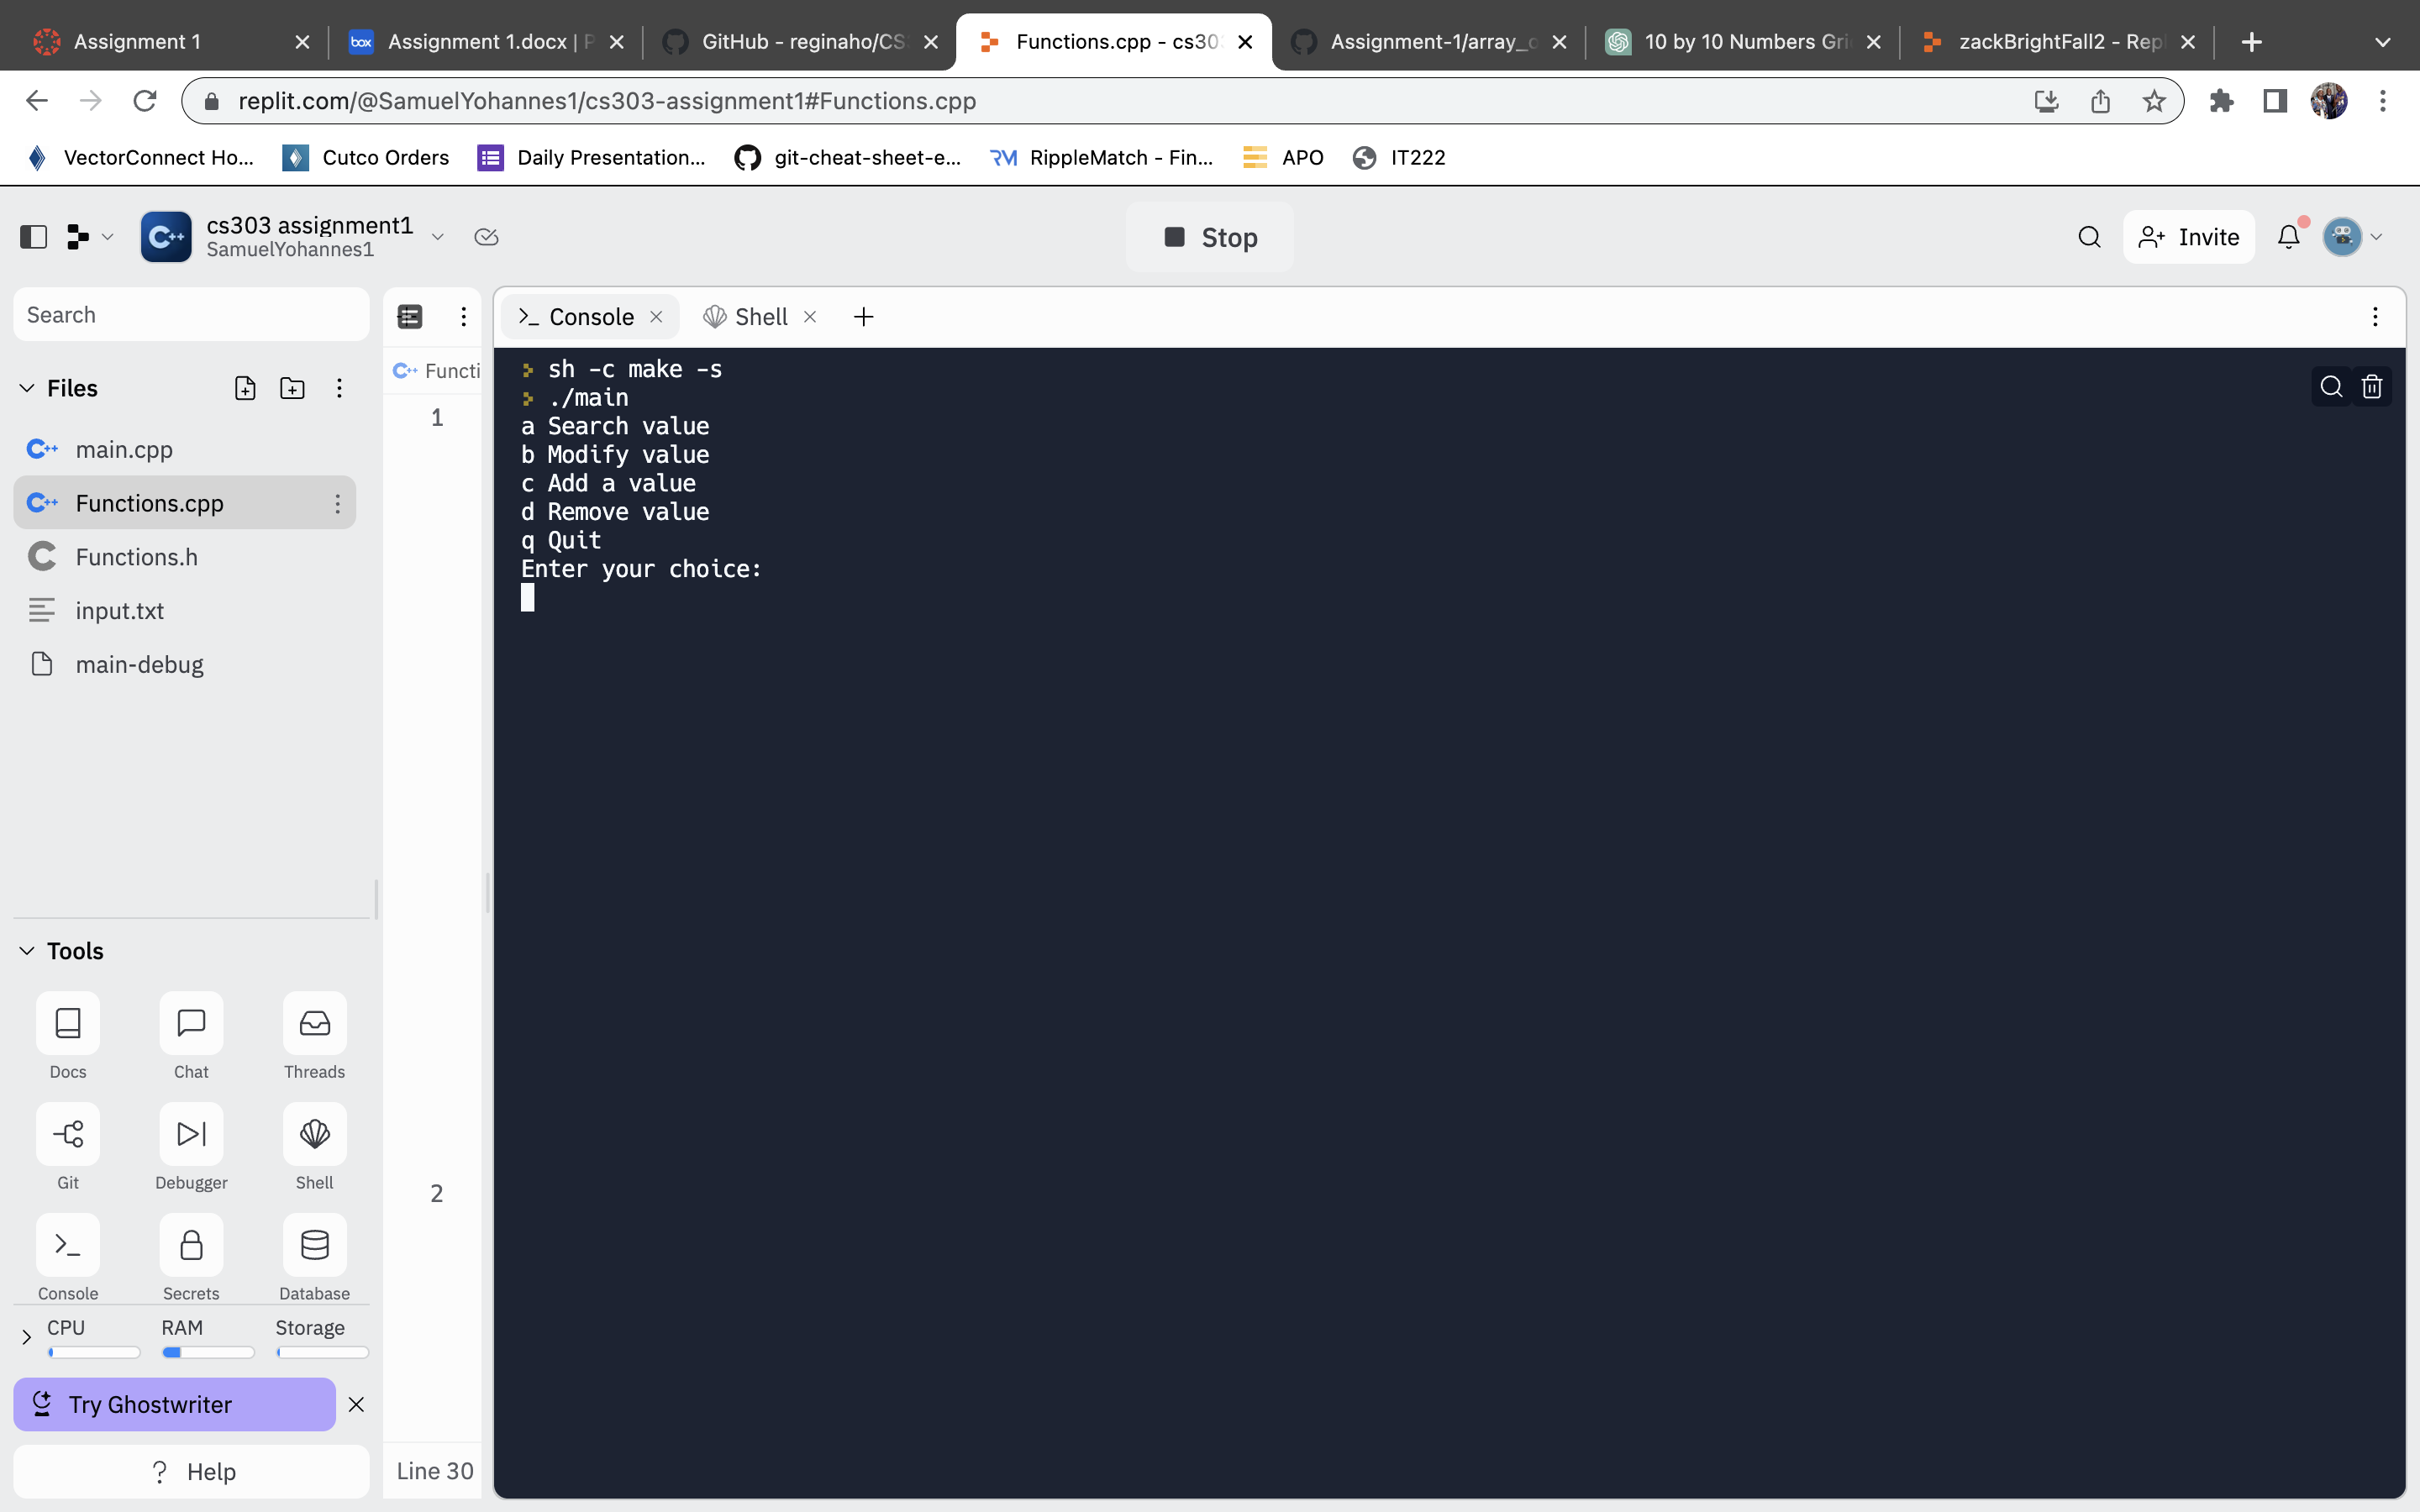 Assignment 1
Assignment 1.docx | P
GitHub - reginaho/CS
Functions.cpp - cs30
Assignment-1/array_o
10 by 10 Numbers Gri
zackBrightFall2 - Repl
replit.com/@SamuelYohannes1/cs303-assignment1#Functions.cpp
VectorConnect Ho...
Cutco Orders
Daily Presentation...
git-cheat-sheet-e...
RippleMatch - Fin...
APO
IT222
cs303 assignment1
SamuelYohannes1
Stop
Invite
Search
Files
main.cpp
Functions.cpp
Functions.h
input.txt
main-debug
Tools
Docs Chat Threads
Git Debugger Shell
Console Secrets Database
CPU RAM Storage
Try Ghostwriter
? Help
Functi
1
2
Line 30
>_ Console
Shell
sh -c make -s
./main
a Search value
b Modify value
c Add a value
d Remove value
q Quit
Enter your choice: